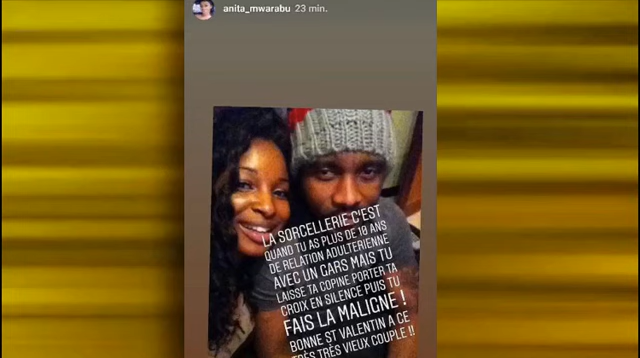 anita_mwarabu 23 min.
LA SORCELLERIE C'EST
QUAND TU AS PLUS DE 10 ANS
DE RELATION ADULTERIENNE
AVEC UN GARS MAIS TU
LAISSE TA COPINE PORTER TA
CROIX EN SILENCE PUIS TU
FAIS LA MALIGNE !
BONNE ST VALENTIN A CE
TRÈS TRÈS VIEUX COUPLE !!